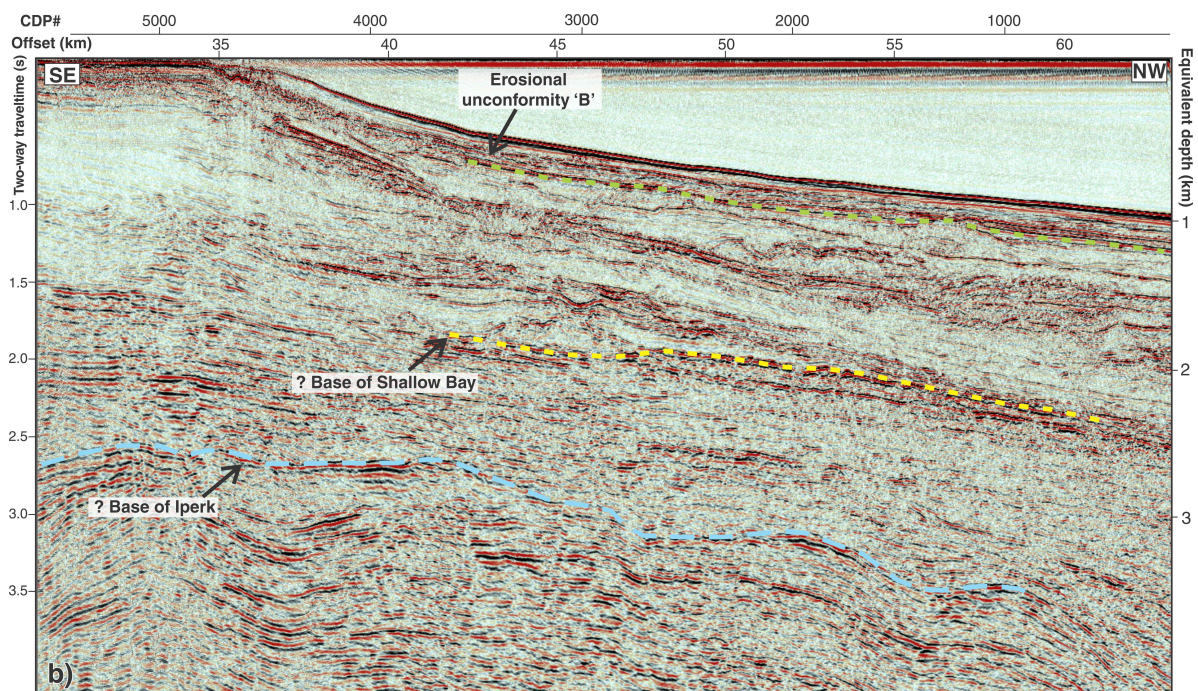 CDP# 5000 4000 3000 2000 1000
Offset (km) 35 40 45 50 55 60
SE
NW
Two-way traveltime (s)
Equivalent depth (km)
Erosional
unconformity ‘B’
1.0
1
1.5
? Base of Shallow Bay
2.0
2
2.5
? Base of Iperk
3.0
3
3.5
b)